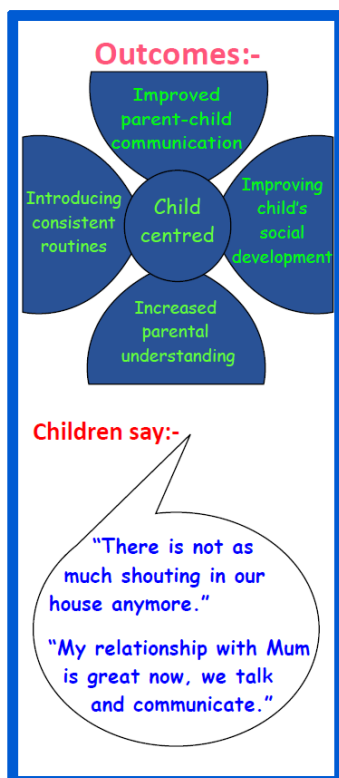 Outcomes:-
Improved
parent-child
communication
Introducing
consistent
routines
Child
centred
Improving
child's
social
development
Increased
parental
understanding
Children say:-
“There is not as
much shouting in our
house anymore.”
“My relationship with Mum
is great now, we talk
and communicate.”